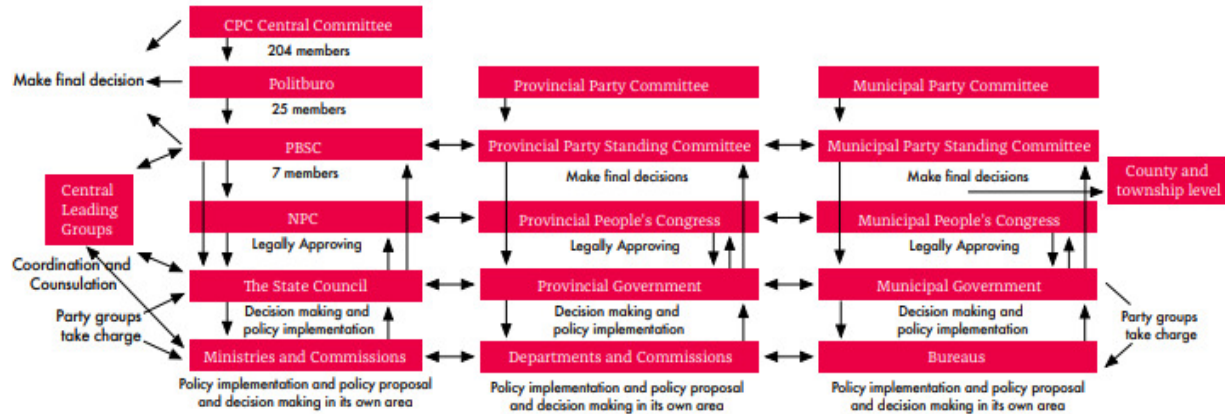 CPC Central Committee
204 members
Make final decision
Politburo
Provincial Party Committee
Municipal Party Committee
25 members
PBSC
Provincial Party Standing Committee
Municipal Party Standing Committee
7 members
Make final decisions
Make final decisions
Central
Leading
Groups
County and
township level
NPC
Provincial People's Congress
Municipal People's Congress
Legally Approving
Legally Approving
Legally Approving
Coordination and
Counsulation
The State Council
Provincial Government
Municipal Government
Party groups
take charge
Decision making and
policy implementation
Decision making and
policy implementation
Decision making and
policy implementation
Party groups
take charge
Ministries and Commissions
Departments and Commissions
Bureaus
Policy implementation and policy proposal
and decision making in its own area
Policy implementation and policy proposal
and decision making in its own area
Policy implementation and policy proposal
and decision making in its own area